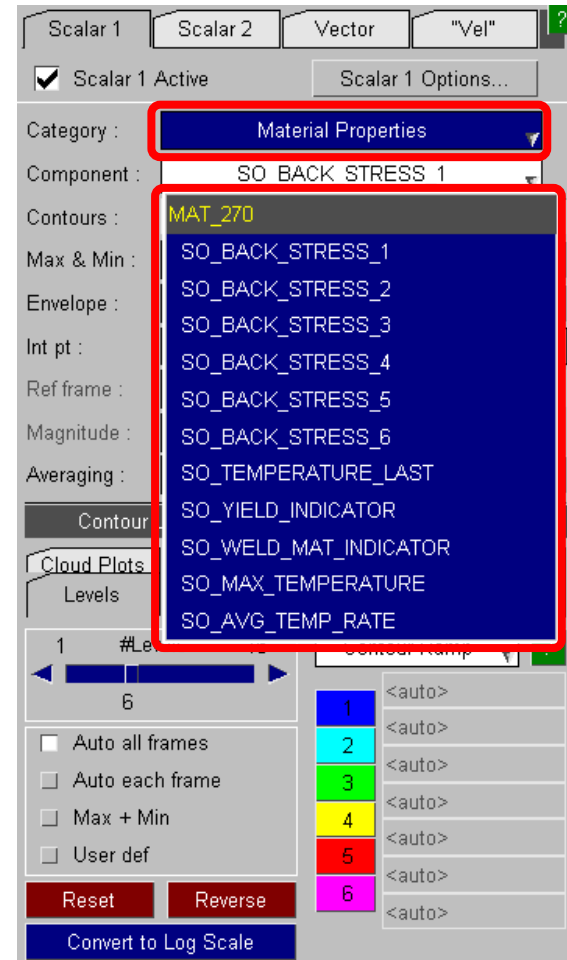 Scalar 1 Scalar 2 Vector "Vel" ?
Scalar 1 Active Scalar 1 Options...
Category : Material Properties
Component : SO_BACK_STRESS_1
Contours : MAT_270
SO_BACK_STRESS_1
Max & Min :
SO_BACK_STRESS_2
Envelope :
SO_BACK_STRESS_3
Int pt :
SO_BACK_STRESS_4
Ref frame :
SO_BACK_STRESS_5
Magnitude :
SO_BACK_STRESS_6
Averaging : SO_TEMPERATURE_LAST
Contour SO_YIELD_INDICATOR
SO_WELD_MAT_INDICATOR
Cloud Plots
SO_MAX_TEMPERATURE
Levels
SO_AVG_TEMP_RATE
1 Contour Ramp
6
<auto>
1
<auto>
Auto all frames 2
<auto>
Auto each frame 3
<auto>
Max + Min 4
<auto>
User def 5
<auto>
Reset Reverse 6
<auto>
Convert to Log Scale